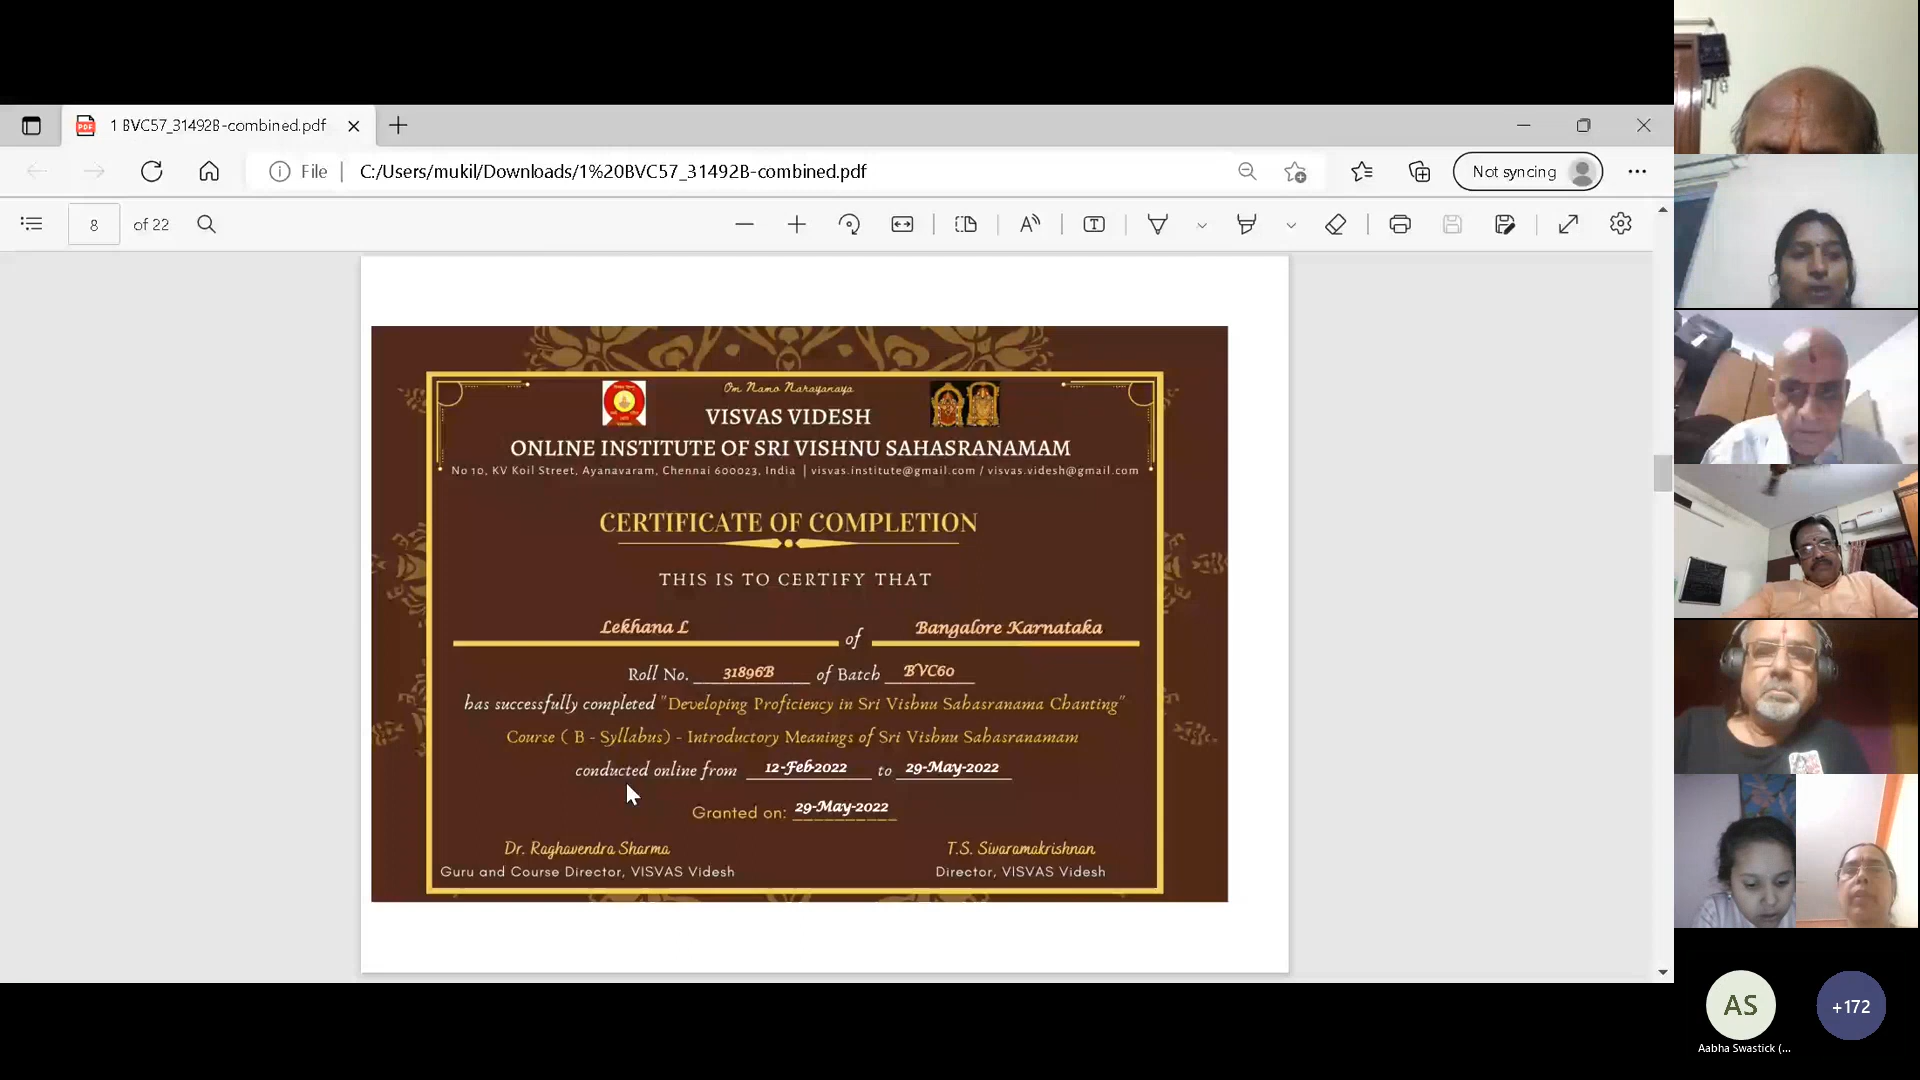 1 BVC57_31492B-combined.pdf
File
C:/Users/mukil/Downloads/1%20BVC57_31492B-combined.pdf
Not syncing
8 of 22
Om Namo Narayanaya
VISVAS VIDESH
ONLINE INSTITUTE OF SRI VISHNU SAHASRANAMAM
No 10, KV Koil Street, Ayanavaram, Chennai 600023, India | visvas.institute@gmail.com / visvas.videsh@gmail.com
CERTIFICATE OF COMPLETION
THIS IS TO CERTIFY THAT
Lekhana L of Bangalore Karnataka
Roll No. 31896B of Batch BVC60
has successfully completed "Developing Proficiency in Sri Vishnu Sahasranama Chanting"
Course ( B - Syllabus) - Introductory Meanings of Sri Vishnu Sahasranamam
conducted online from 12-Feb2022 to 29-May-2022
Granted on: 29-May-2022
Dr. Raghavendra Sharma
Guru and Course Director, VISVAS Videsh
T.S. Sivaramakrishnan
Director, VISVAS Videsh
AS
+172
Aabha Swastick (...